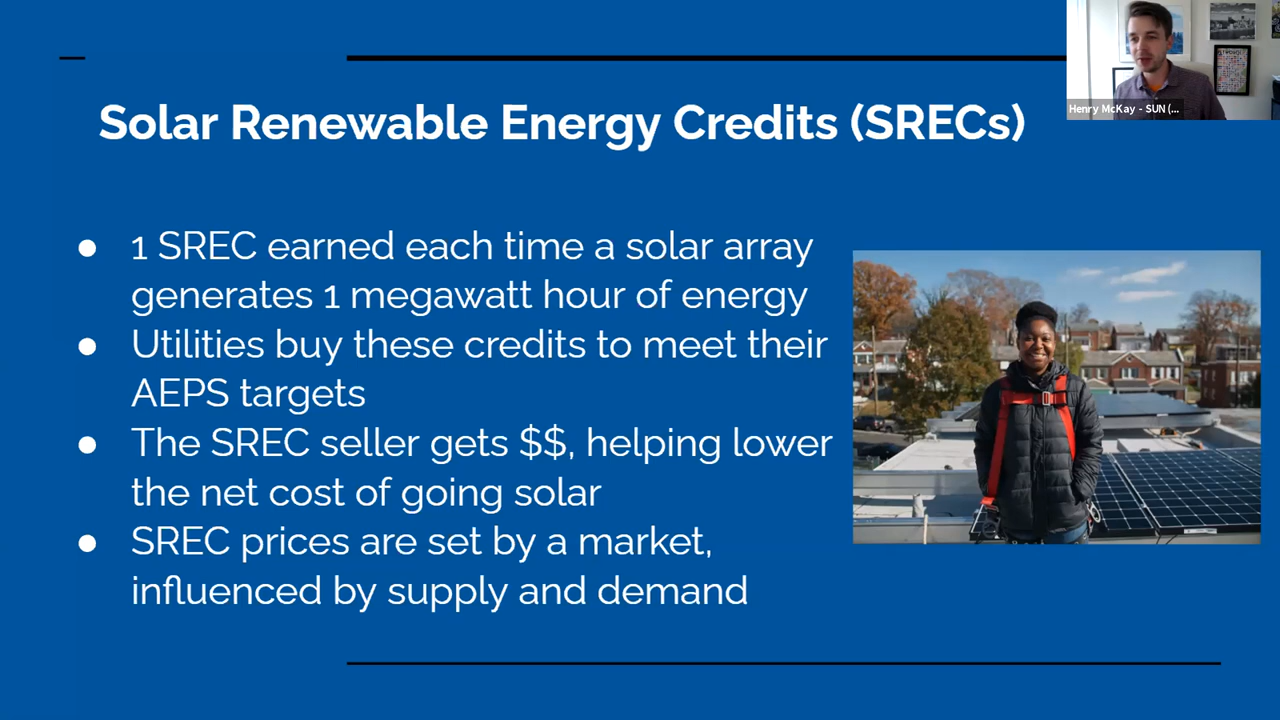 Solar Renewable Energy Credits (SRECs)
Henry McKay - SUN (...
● 1 SREC earned each time a solar array
generates 1 megawatt hour of energy
● Utilities buy these credits to meet their
AEPS targets
● The SREC seller gets $$, helping lower
the net cost of going solar
● SREC prices are set by a market,
influenced by supply and demand